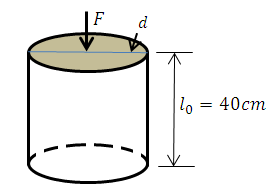 F
d
l₀ = 40cm